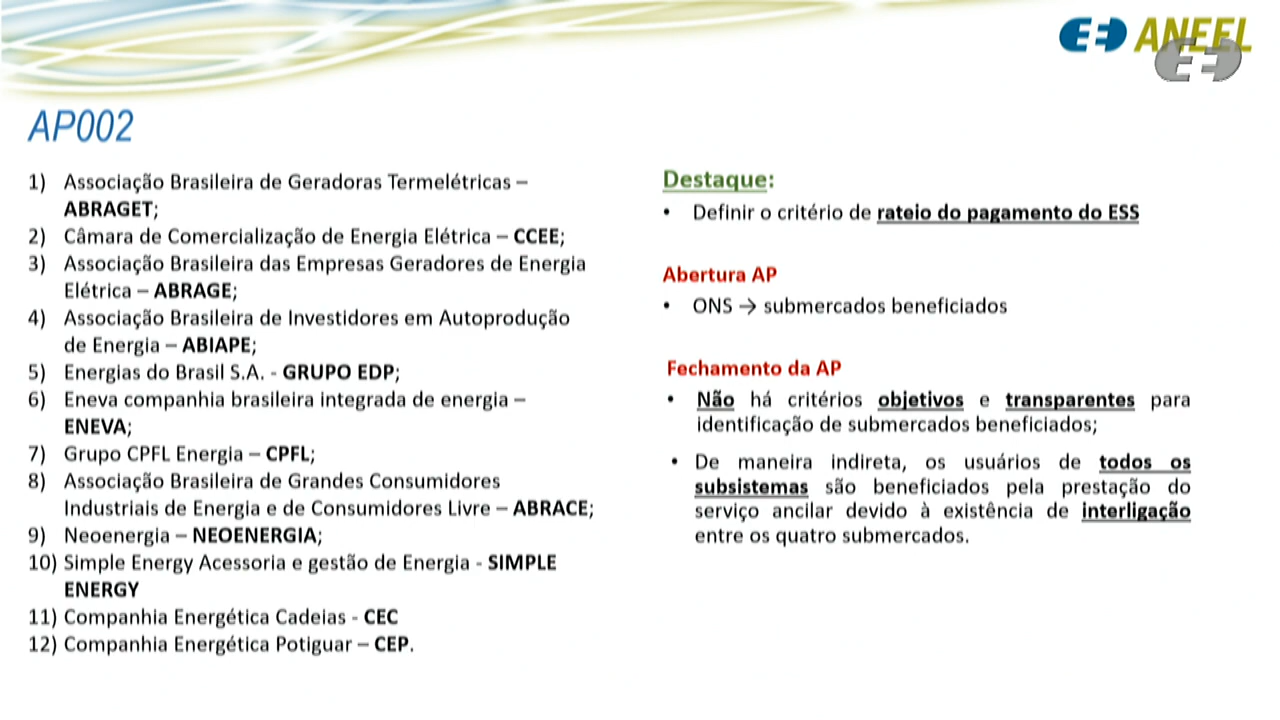 ANEEL
AP002
1) Associação Brasileira de Geradoras Termelétricas –
ABRAGET;
2) Câmara de Comercialização de Energia Elétrica – CCEE;
3) Associação Brasileira das Empresas Geradores de Energia
Elétrica – ABRAGE;
4) Associação Brasileira de Investidores em Autoprodução
de Energia – ABIAPE;
5) Energias do Brasil S.A. - GRUPO EDP;
6) Eneva companhia brasileira integrada de energia –
ENEVA;
7) Grupo CPFL Energia – CPFL;
8) Associação Brasileira de Grandes Consumidores
Industriais de Energia e de Consumidores Livre – ABRACE;
9) Neoenergia – NEOENERGIA;
10) Simple Energy Acessoria e gestão de Energia - SIMPLE
ENERGY
11) Companhia Energética Cadeias - CEC
12) Companhia Energética Potiguar – CEP.
Destaque:
• Definir o critério de rateio do pagamento do ESS
Abertura AP
• ONS → submercados beneficiados
Fechamento da AP
• Não há critérios objetivos e transparentes para
identificação de submercados beneficiados;
• De maneira indireta, os usuários de todos os
subsistemas são beneficiados pela prestação do
serviço ancilar devido à existência de interligação
entre os quatro submercados.